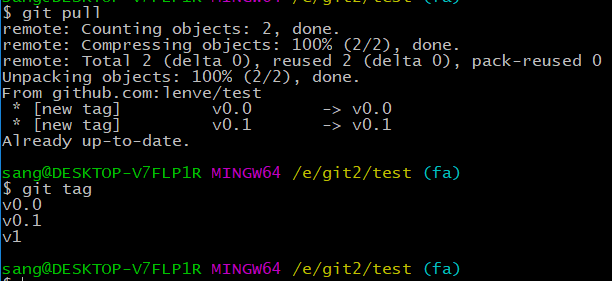 sang@DESKTOP-V7FLP1R MINGW64 /e/git2/test (fa)
$ git pull
remote: Counting objects: 2, done.
remote: Compressing objects: 100% (2/2), done.
remote: Total 2 (delta 0), reused 2 (delta 0), pack-reused 0
Unpacking objects: 100% (2/2), done.
From github.com:lenve/test
 * [new tag]         v0.0       -> v0.0
 * [new tag]         v0.1       -> v0.1
Already up-to-date.
sang@DESKTOP-V7FLP1R MINGW64 /e/git2/test (fa)
$ git tag
v0.0
v0.1
v1
sang@DESKTOP-V7FLP1R MINGW64 /e/git2/test (fa)
$